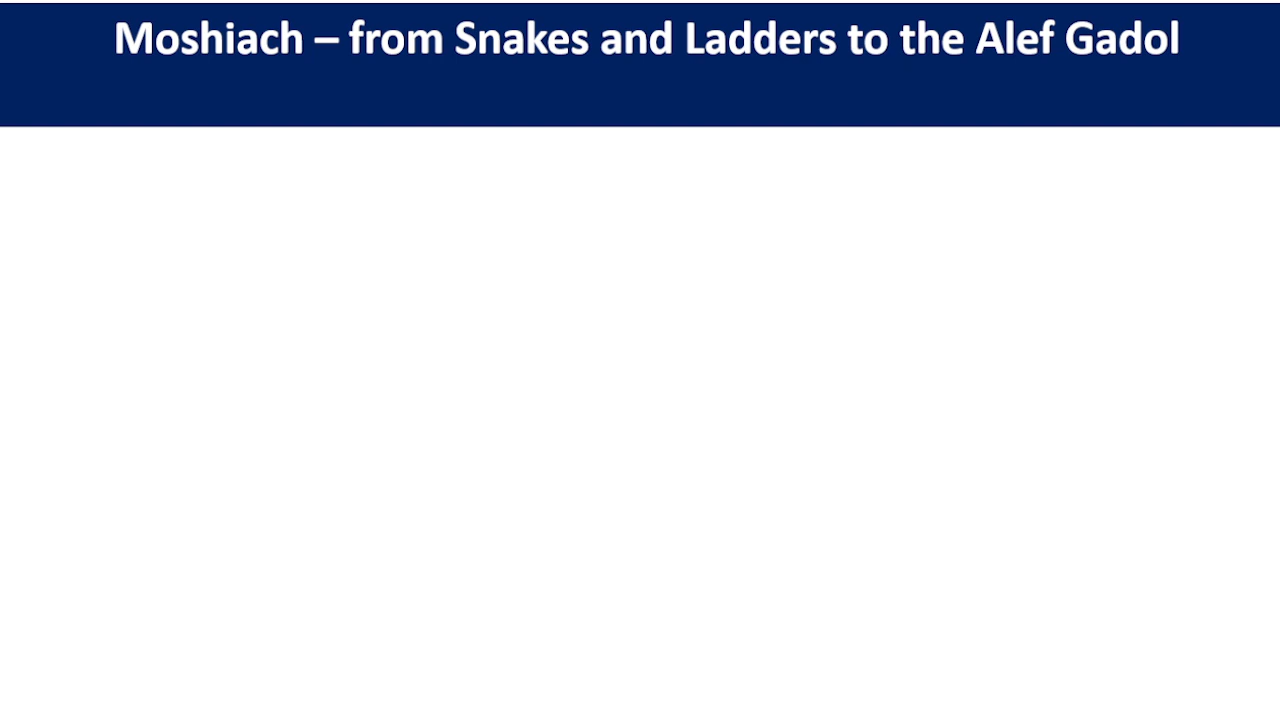 Moshiach – from Snakes and Ladders to the Alef Gadol